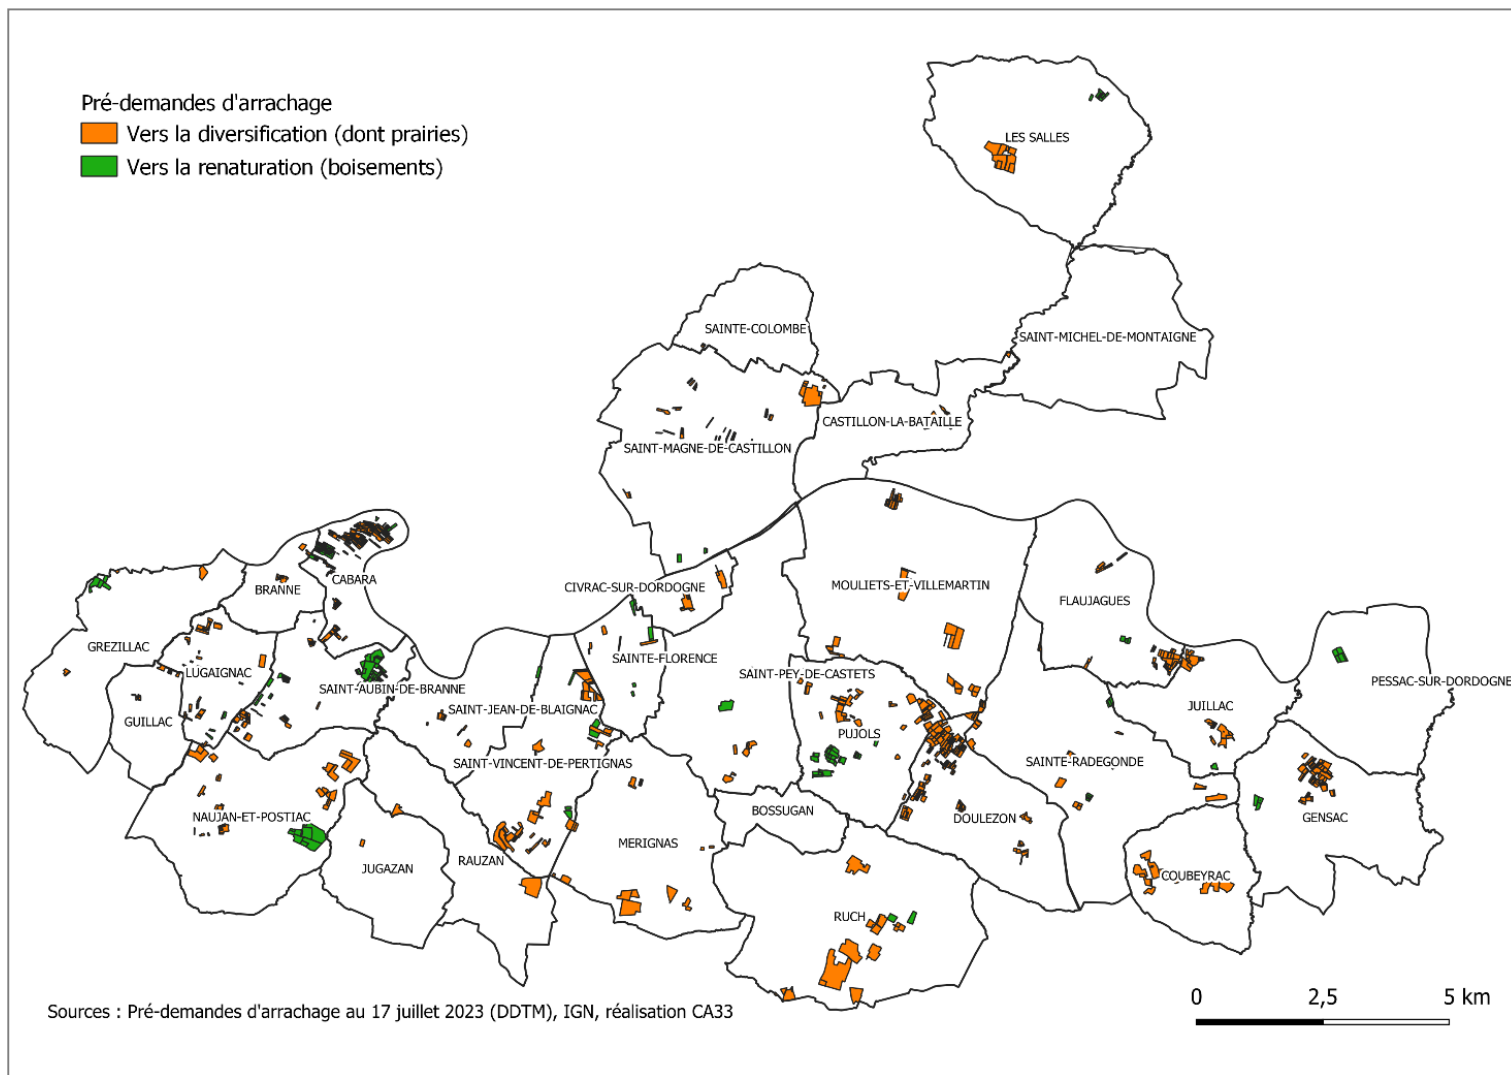 Pré-demandes d'arrachage
Vers la diversification (dont prairies)
Vers la renaturation (boisements)
LES SALLES
SAINTE-COLOMBE
SAINT-MICHEL-DE-MONTAIGNE
CASTILLON-LA-BATAILLE
SAINT-MAGNE-DE-CASTILLON
CABARA
BRANNE
CIVRAC-SUR-DORDOGNE
MOULIETS-ET-VILLEMARTIN
FLAUJAGUES
GREZILLAC
LUGAIGNAC
SAINTE-FLORENCE
SAINT-PEY-DE-CASTETS
PESSAC-SUR-DORDOGNE
SAINT-AUBIN-DE-BRANNE
GUILLAC
SAINT-JEAN-DE-BLAIGNAC
PUJOLS
JUILLAC
SAINT-VINCENT-DE-PERTIGNAS
SAINTE-RADEGONDE
NAUJAN-ET-POSTIAC
BOSSUGAN
DOULEZON
GENSAC
MERIGNAS
RAUZAN
JUGAZAN
COUBEYRAC
RUCH
0 2,5 5 km
Sources : Pré-demandes d'arrachage au 17 juillet 2023 (DDTM), IGN, réalisation CA33